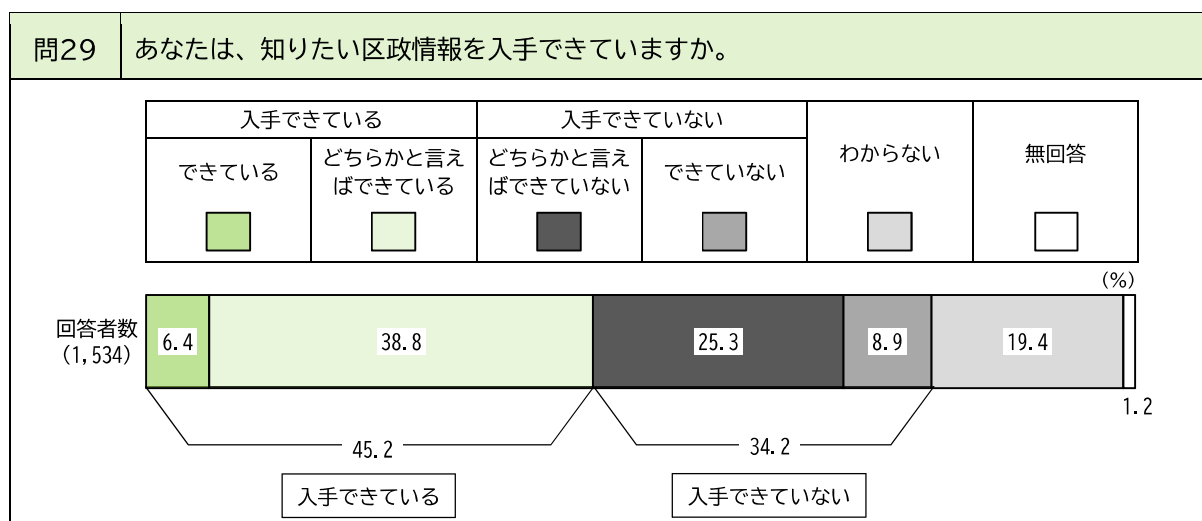 問29 あなたは、知りたい区政情報を入手できていますか。
入手できている 入手できていない わからない 無回答
できている どちらかと言え
ばできている どちらかと言え
ばできていない できていない
(%)
回答者数
(1,534)
6.4 38.8 25.3 8.9 19.4
1.2
45.2 34.2
入手できている 入手できていない